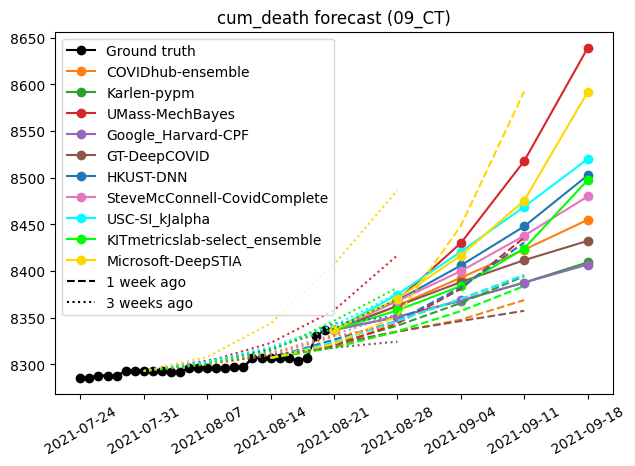 cum_death forecast (09_CT)
8650
8600
8550
8500
8450
8400
8350
8300
Ground truth
COVIDhub-ensemble
Karlen-pypm
UMass-MechBayes
Google_Harvard-CPF
GT-DeepCOVID
HKUST-DNN
SteveMcConnell-CovidComplete
USC-SI_kJalpha
KITmetricslab-select_ensemble
Microsoft-DeepSTIA
1 week ago
3 weeks ago
2021-07-24
2021-07-31
2021-08-07
2021-08-14
2021-08-21
2021-08-28
2021-09-04
2021-09-11
2021-09-18